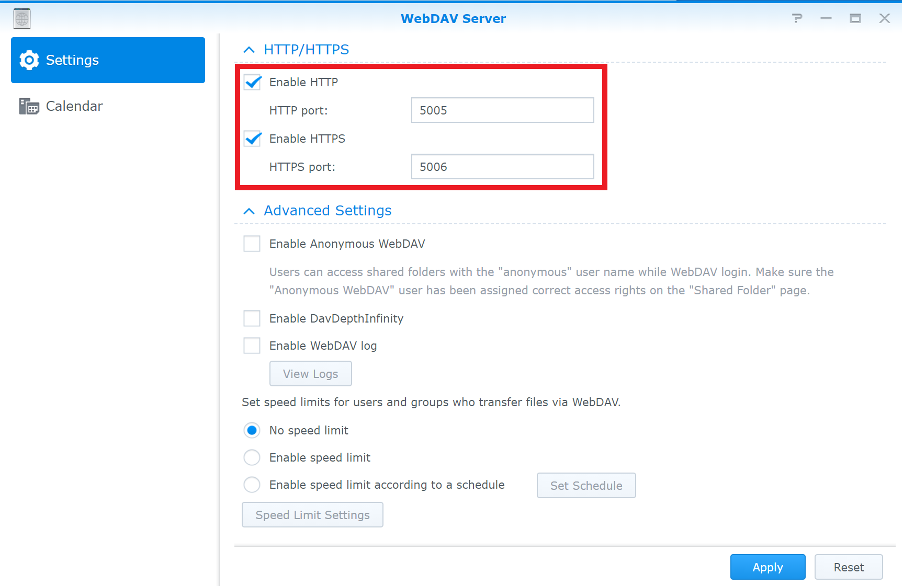 WebDAV Server
Settings
Calendar
HTTP/HTTPS
Enable HTTP
HTTP port: 5005
Enable HTTPS
HTTPS port: 5006
Advanced Settings
Enable Anonymous WebDAV
Users can access shared folders with the "anonymous" user name while WebDAV login. Make sure the
"Anonymous WebDAV" user has been assigned correct access rights on the "Shared Folder" page.
Enable DavDepthInfinity
Enable WebDAV log
View Logs
Set speed limits for users and groups who transfer files via WebDAV.
No speed limit
Enable speed limit
Enable speed limit according to a schedule Set Schedule
Speed Limit Settings
Apply Reset